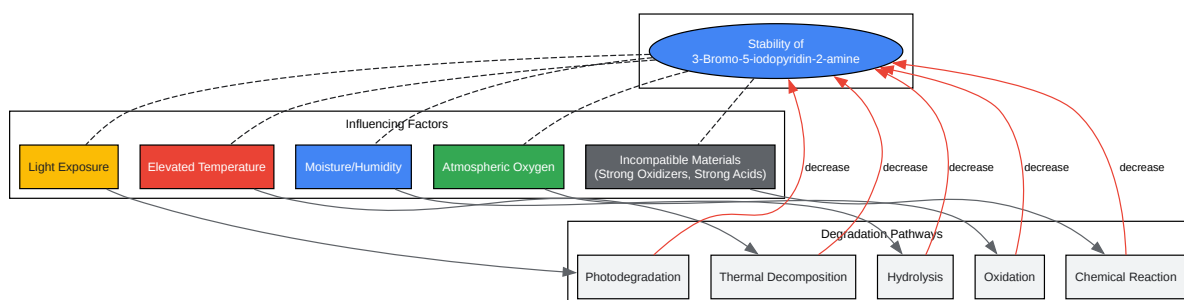 Stability of
3-Bromo-5-iodopyridin-2-amine
Influencing Factors
Light Exposure
Elevated Temperature
Moisture/Humidity
Atmospheric Oxygen
Incompatible Materials
(Strong Oxidizers, Strong Acids)
decrease
decrease
decrease
decrease
decrease
Degradation Pathways
Photodegradation
Thermal Decomposition
Hydrolysis
Oxidation
Chemical Reaction